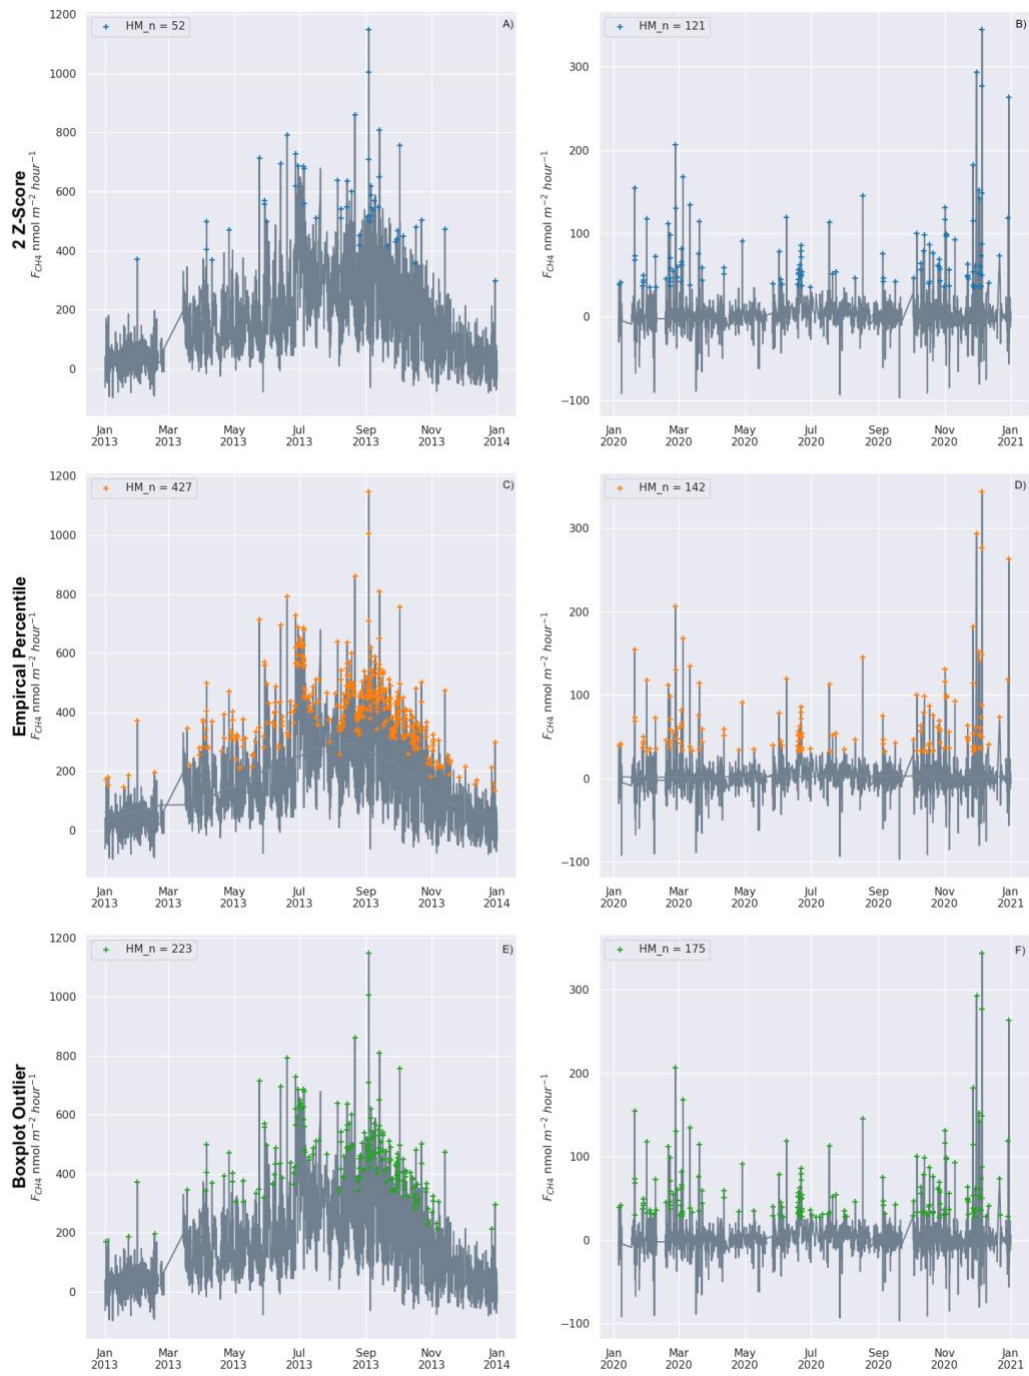 2 Z-Score
F_CH4 nmol m⁻² hour⁻¹
HM_n = 52
A)
1200
1000
800
600
400
200
0
Jan 2013 Mar 2013 May 2013 Jul 2013 Sep 2013 Nov 2013 Jan 2014
F_CH4 nmol m⁻² hour⁻¹
HM_n = 121
B)
300
200
100
0
−100
Jan 2020 Mar 2020 May 2020 Jul 2020 Sep 2020 Nov 2020 Jan 2021
Empircal Percentile
F_CH4 nmol m⁻² hour⁻¹
HM_n = 427
C)
1200
1000
800
600
400
200
0
Jan 2013 Mar 2013 May 2013 Jul 2013 Sep 2013 Nov 2013 Jan 2014
F_CH4 nmol m⁻² hour⁻¹
HM_n = 142
D)
300
200
100
0
−100
Jan 2020 Mar 2020 May 2020 Jul 2020 Sep 2020 Nov 2020 Jan 2021
Boxplot Outlier
F_CH4 nmol m⁻² hour⁻¹
HM_n = 223
E)
1200
1000
800
600
400
200
0
Jan 2013 Mar 2013 May 2013 Jul 2013 Sep 2013 Nov 2013 Jan 2014
F_CH4 nmol m⁻² hour⁻¹
HM_n = 175
F)
300
200
100
0
−100
Jan 2020 Mar 2020 May 2020 Jul 2020 Sep 2020 Nov 2020 Jan 2021